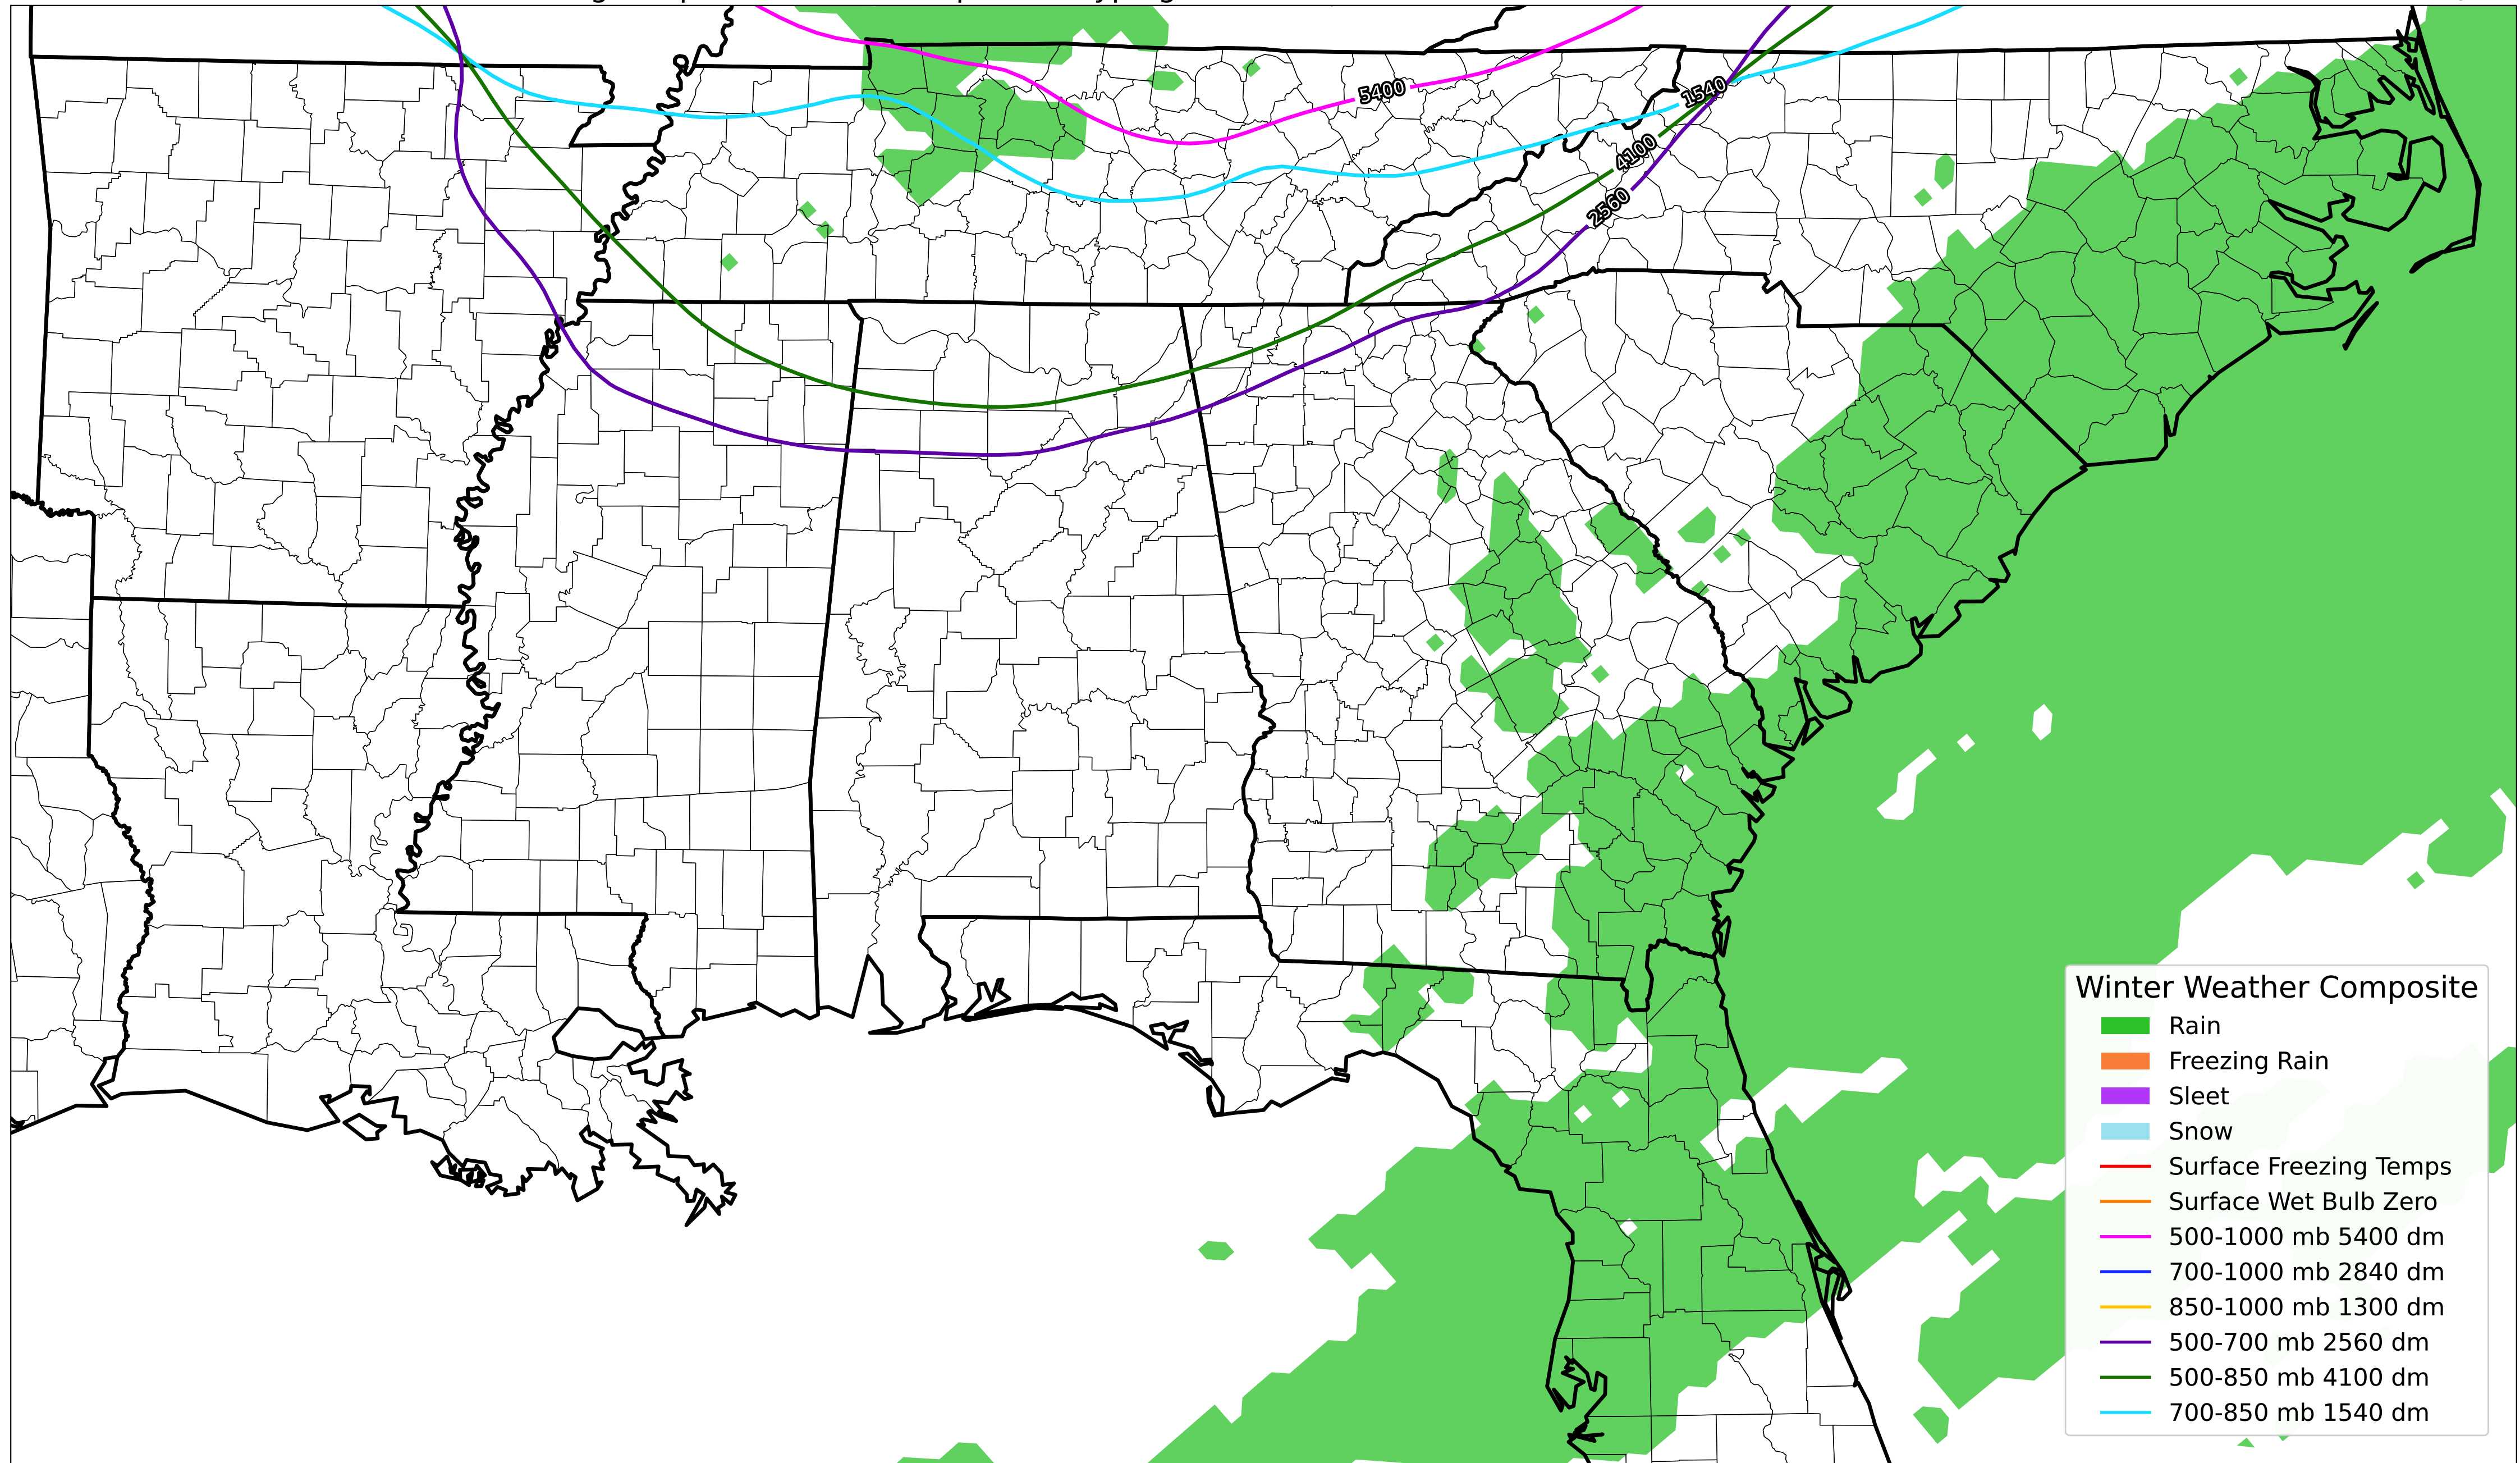 5400
1540
4100
2560
Winter Weather Composite
Rain
Freezing Rain
Sleet
Snow
Surface Freezing Temps
Surface Wet Bulb Zero
500-1000 mb 5400 dm
700-1000 mb 2840 dm
850-1000 mb 1300 dm
500-700 mb 2560 dm
500-850 mb 4100 dm
700-850 mb 1540 dm